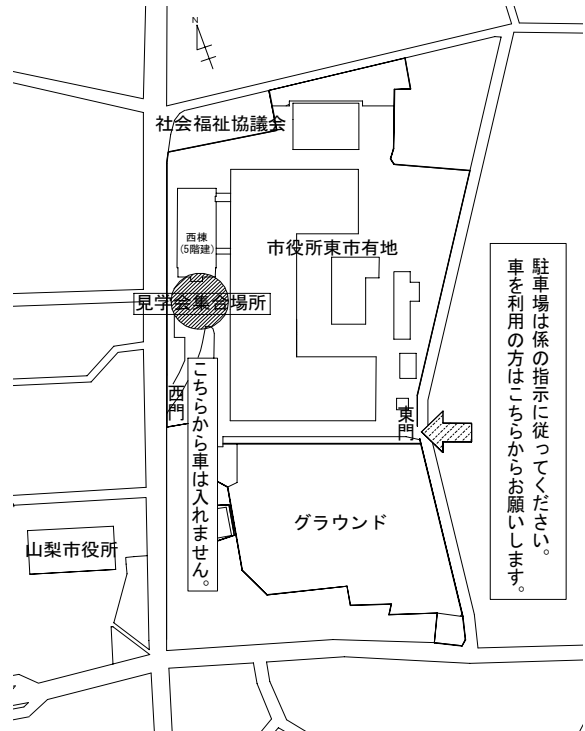 N
社会福祉協議会
西棟
(5階建)
市役所東市有地
見学会集合場所
西門
こちらから車は入れません。
東門
駐車場は係の指示に従ってください。
車を利用の方はこちらからお願いします。
グラウンド
山梨市役所